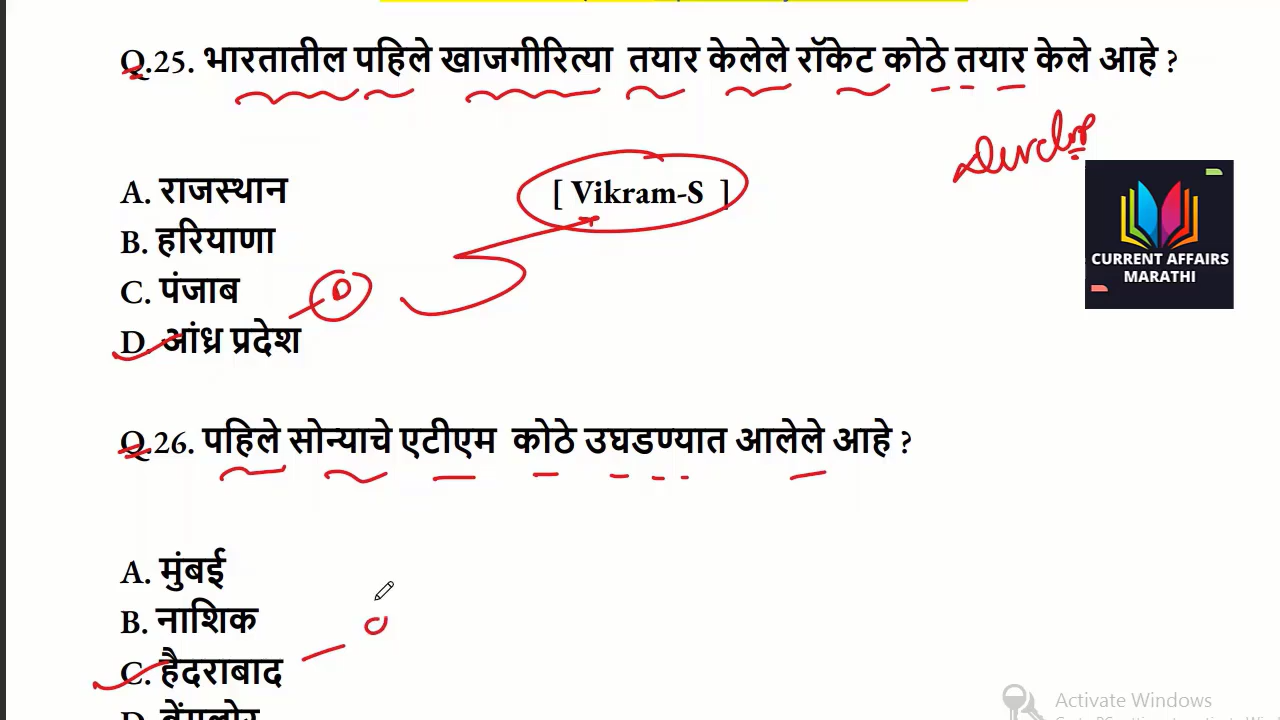 Q.25. भारतातील पहिले खाजगीरित्या तयार केलेले रॉकेट कोठे तयार केले आहे ?
A. राजस्थान
[ Vikram-S ]
B. हरियाणा
C. पंजाब
D
D. आंध्र प्रदेश
CURRENT AFFAIRS
MARATHI
Q.26. पहिले सोन्याचे एटीएम कोठे उघडण्यात आलेले आहे ?
A. मुंबई
B. नाशिक
C. हैदराबाद
Activate Windows